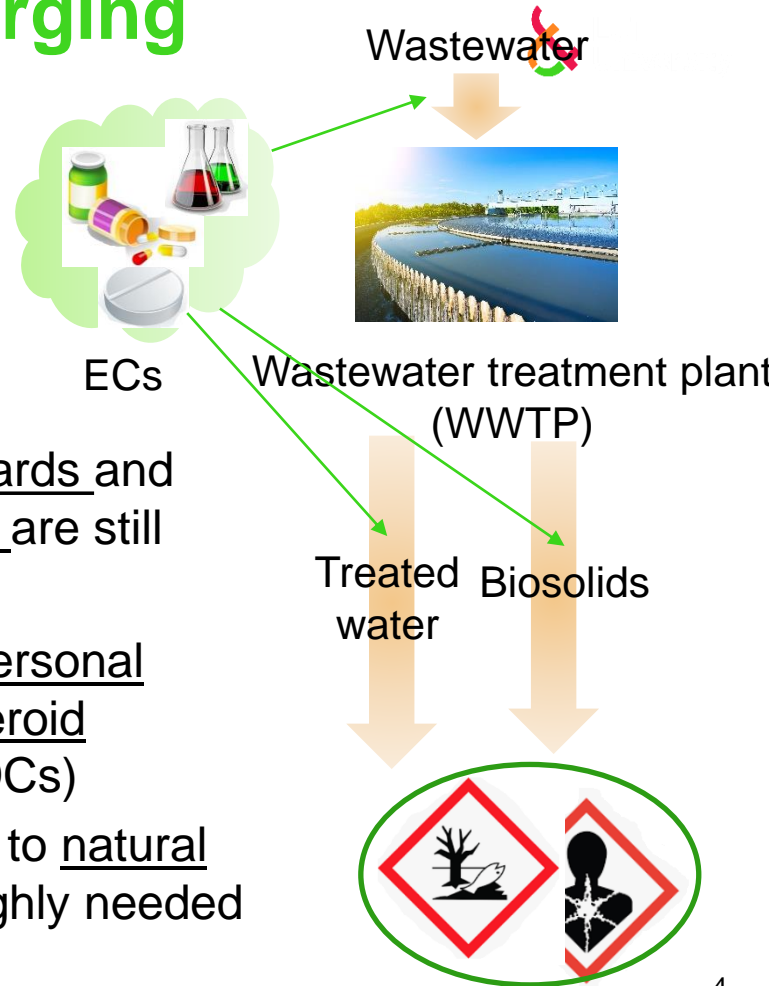 rging
Wastewater
ECs
Wastewater treatment plant
(WWTP)
ards and
are still
Treated
water
Biosolids
ersonal
eroid
Cs)
to natural
ghly needed